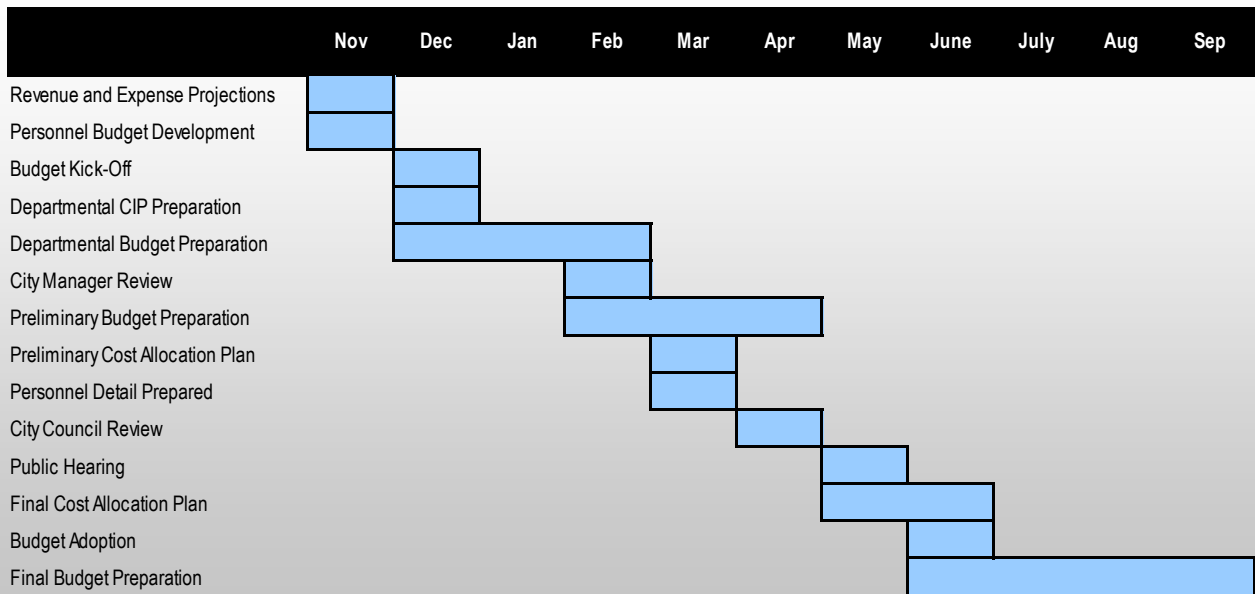 Nov Dec Jan Feb Mar Apr May June July Aug Sep
Revenue and Expense Projections
Personnel Budget Development
Budget Kick-Off
Departmental CIP Preparation
Departmental Budget Preparation
City Manager Review
Preliminary Budget Preparation
Preliminary Cost Allocation Plan
Personnel Detail Prepared
City Council Review
Public Hearing
Final Cost Allocation Plan
Budget Adoption
Final Budget Preparation